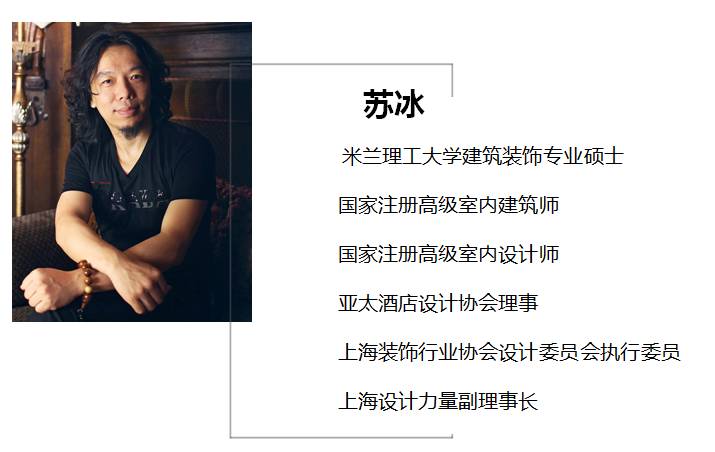 苏冰
米兰理工大学建筑装饰专业硕士
国家注册高级室内建筑师
国家注册高级室内设计师
亚太酒店设计协会理事
上海装饰行业协会设计委员会执行委员
上海设计力量副理事长